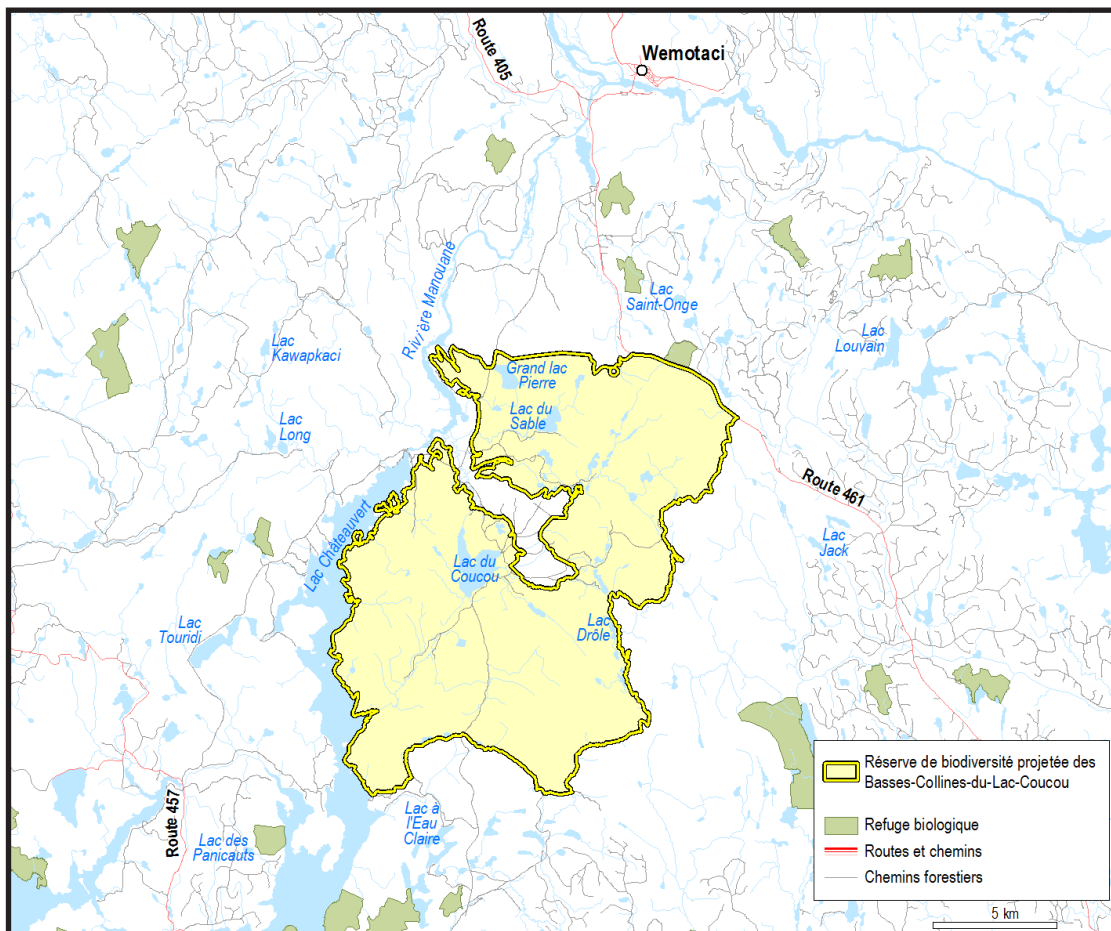 Route 405
Wemotaci
Rivière Manouane
Lac
Saint-Onge
Lac
Louvain
Lac
Kawapkaci
Grand lac
Pierre
Lac du
Sable
Lac
Long
Route 461
Lac Châteauvert
Lac
Jack
Lac du
Coucou
Lac
Touridi
Lac
Drôle
Réserve de biodiversité projetée des
Basses-Collines-du-Lac-Coucou
Refuge biologique
Routes et chemins
Chemins forestiers
Route 457
Lac à
l'Eau
Claire
Lac des
Panicauts
5 km